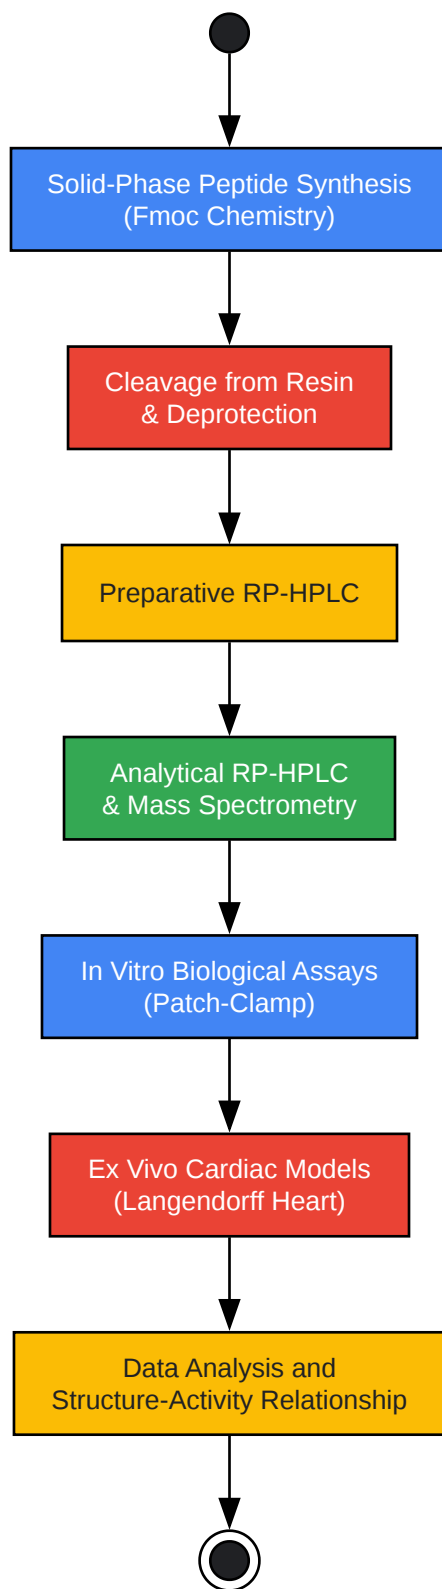 Solid-Phase Peptide Synthesis
(Fmoc Chemistry)
Cleavage from Resin
& Deprotection
Preparative RP-HPLC
Analytical RP-HPLC
& Mass Spectrometry
In Vitro Biological Assays
(Patch-Clamp)
Ex Vivo Cardiac Models
(Langendorff Heart)
Data Analysis and
Structure-Activity Relationship